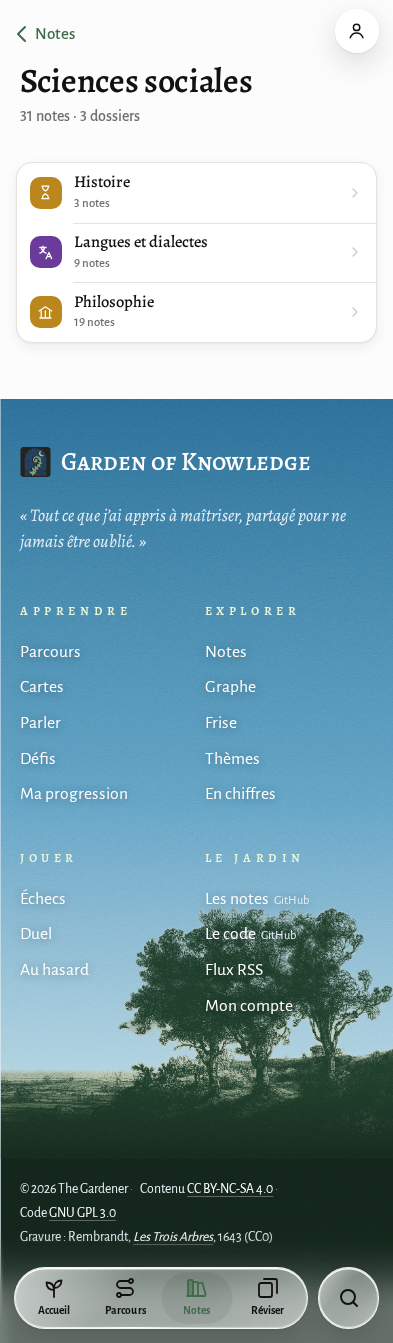 Notes
Sciences sociales
31 notes · 3 dossiers
Histoire
3 notes
Langues et dialectes
9 notes
Philosophie
19 notes
Garden of Knowledge
« Tout ce que j'ai appris à maîtriser, partagé pour ne
jamais être oublié. »
APPRENDRE
Parcours
Cartes
Parler
Défis
Ma progression
EXPLORER
Notes
Graphe
Frise
Thèmes
En chiffres
JOUER
Échecs
Duel
Au hasard
LE JARDIN
Les notes GitHub
Le code GitHub
Flux RSS
Mon compte
© 2026 The Gardener · Contenu CC BY-NC-SA 4.0 ·
Code GNU GPL 3.0
Gravure : Rembrandt, Les Trois Arbres, 1643 (CC0)
Accueil
Parcours
Notes
Réviser